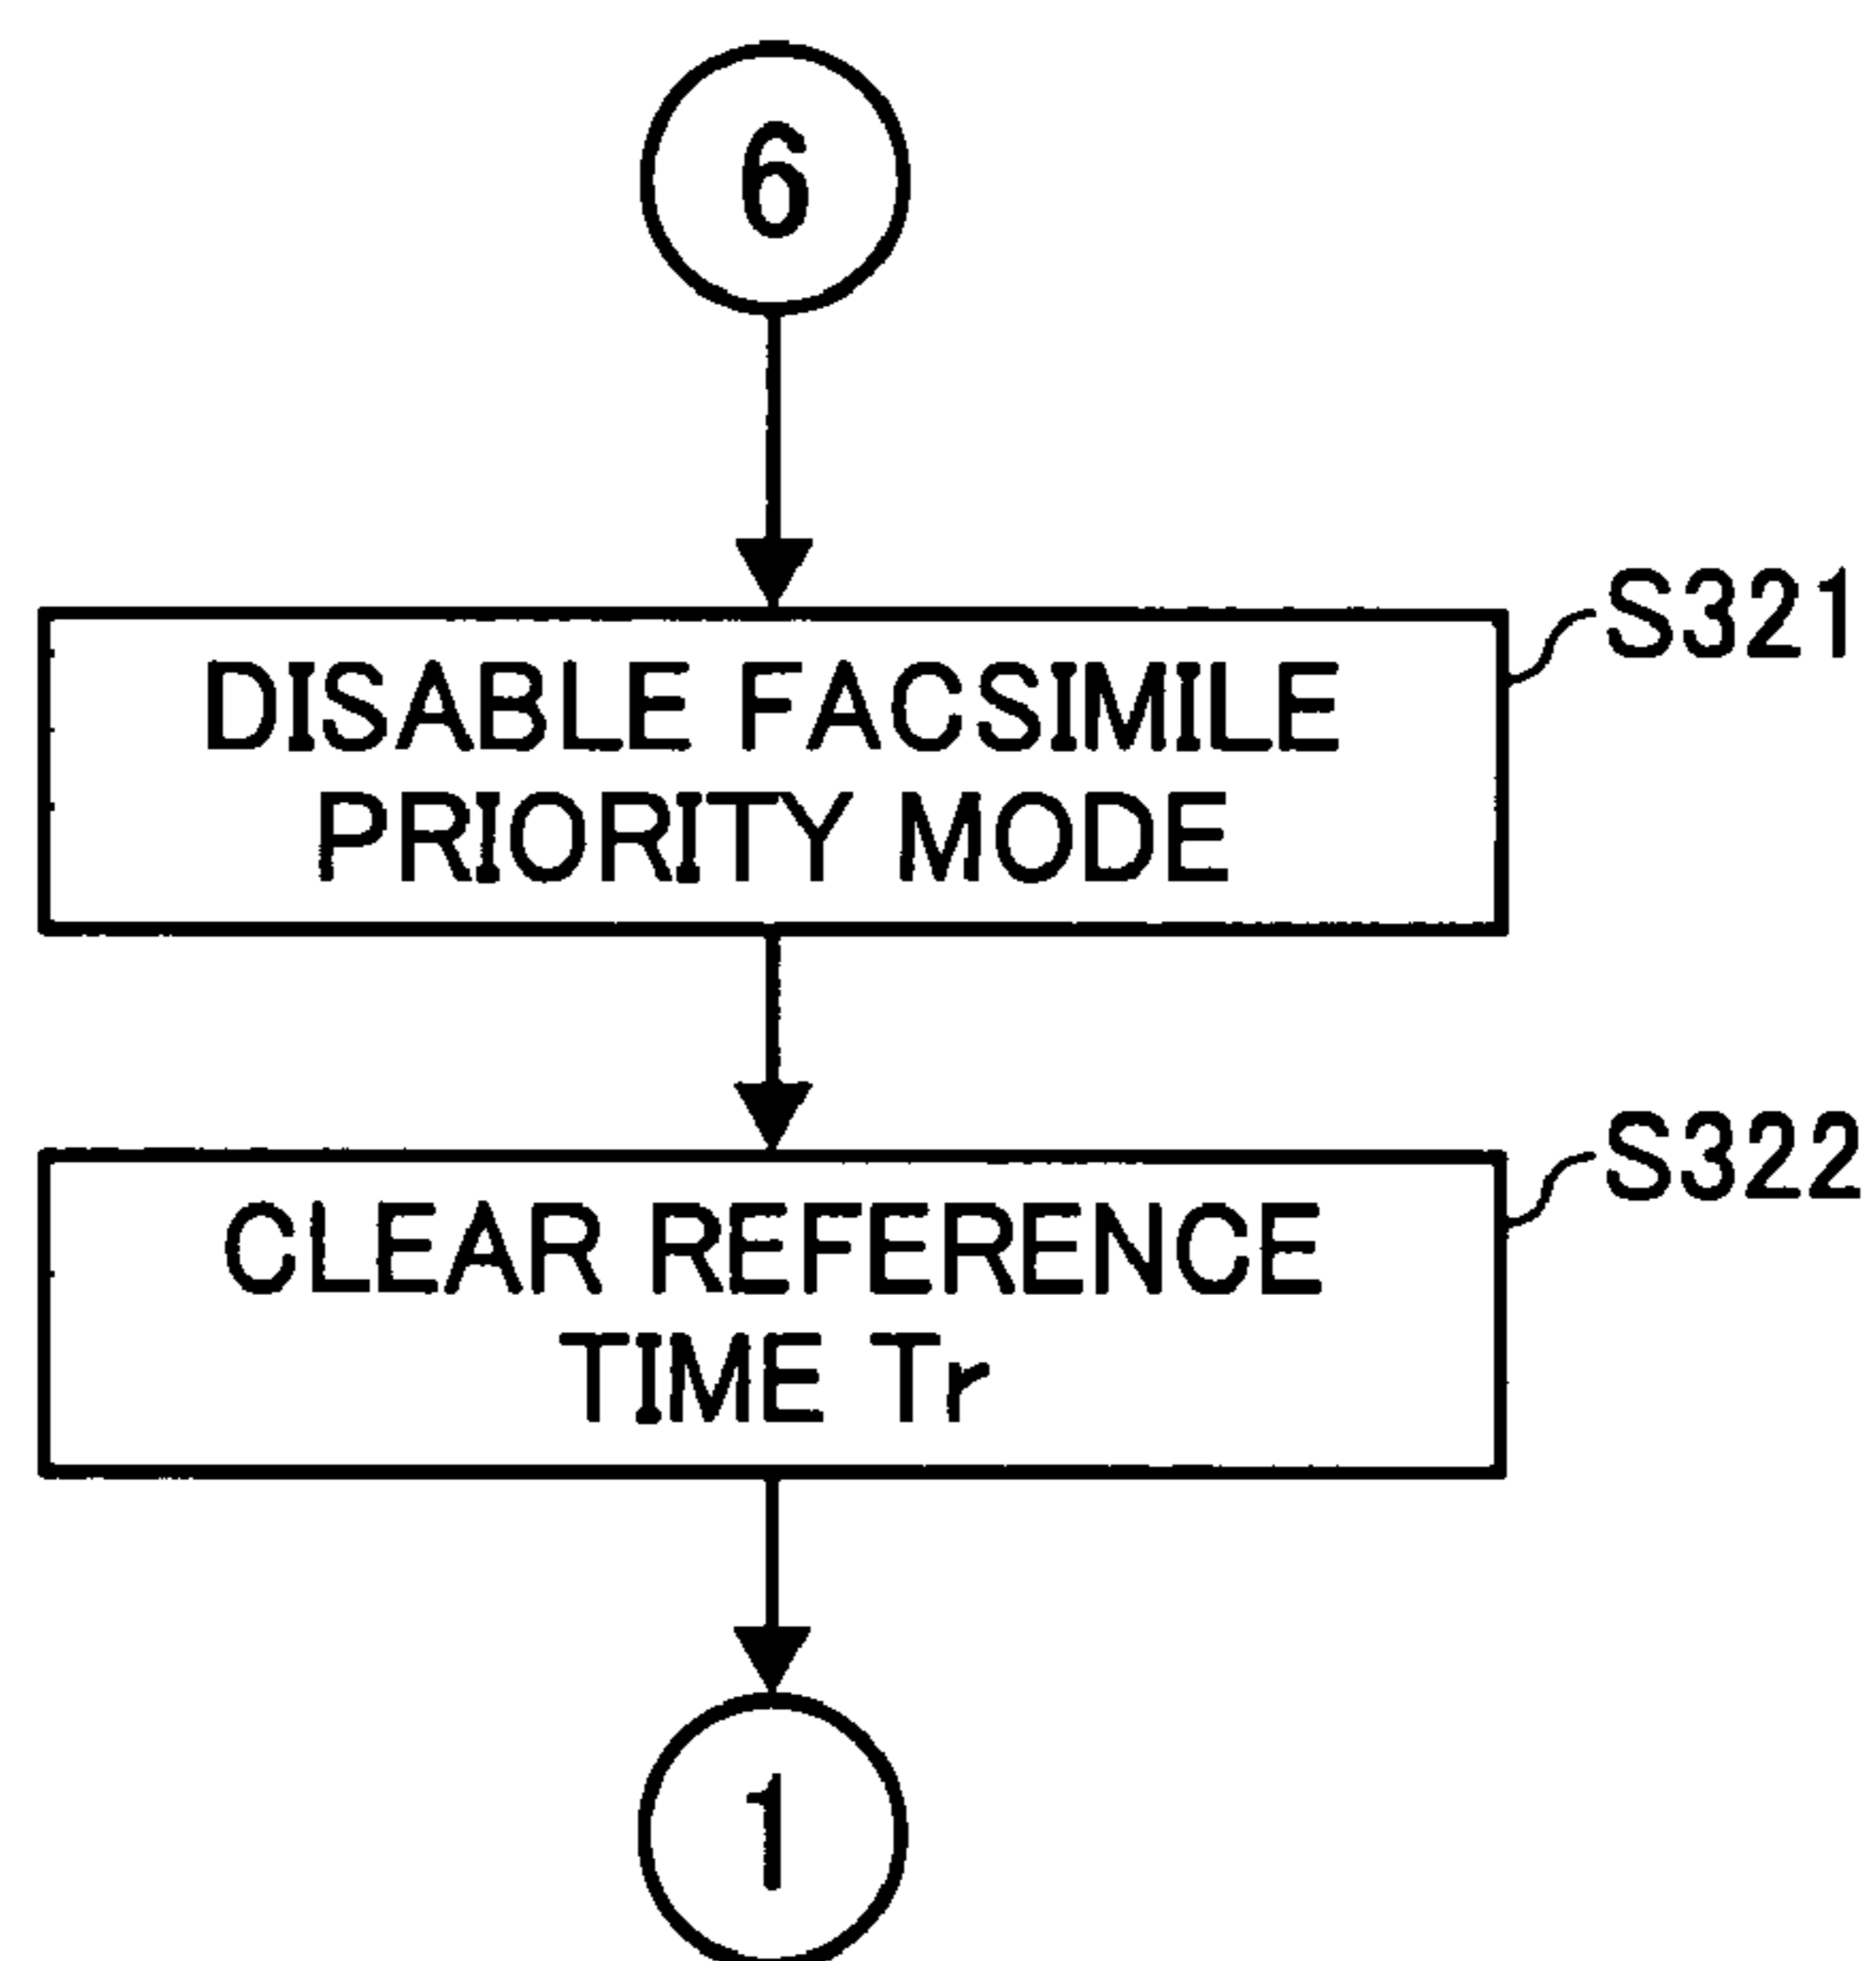 6
S321
DISABLE FACSIMILE
PRIORITY MODE
S322
CLEAR REFERENCE
TIME Tr
1